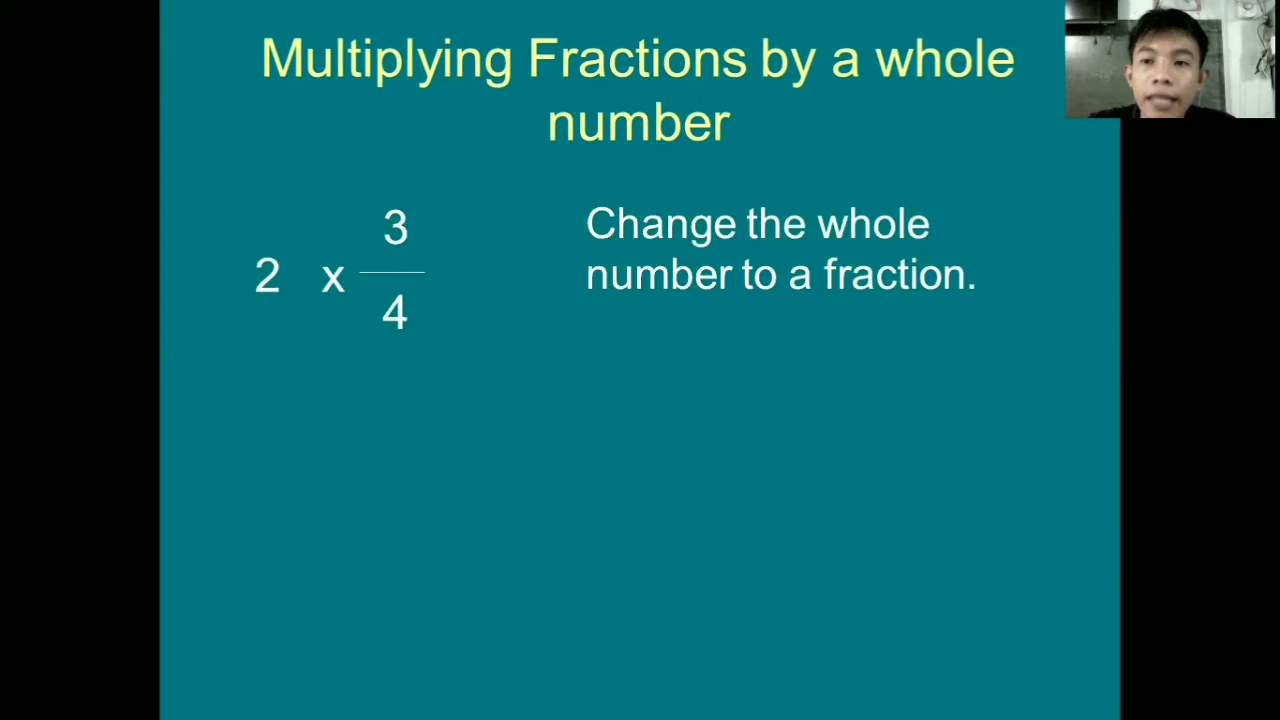 Multiplying Fractions by a whole
number
3
2 x
4
Change the whole
number to a fraction.